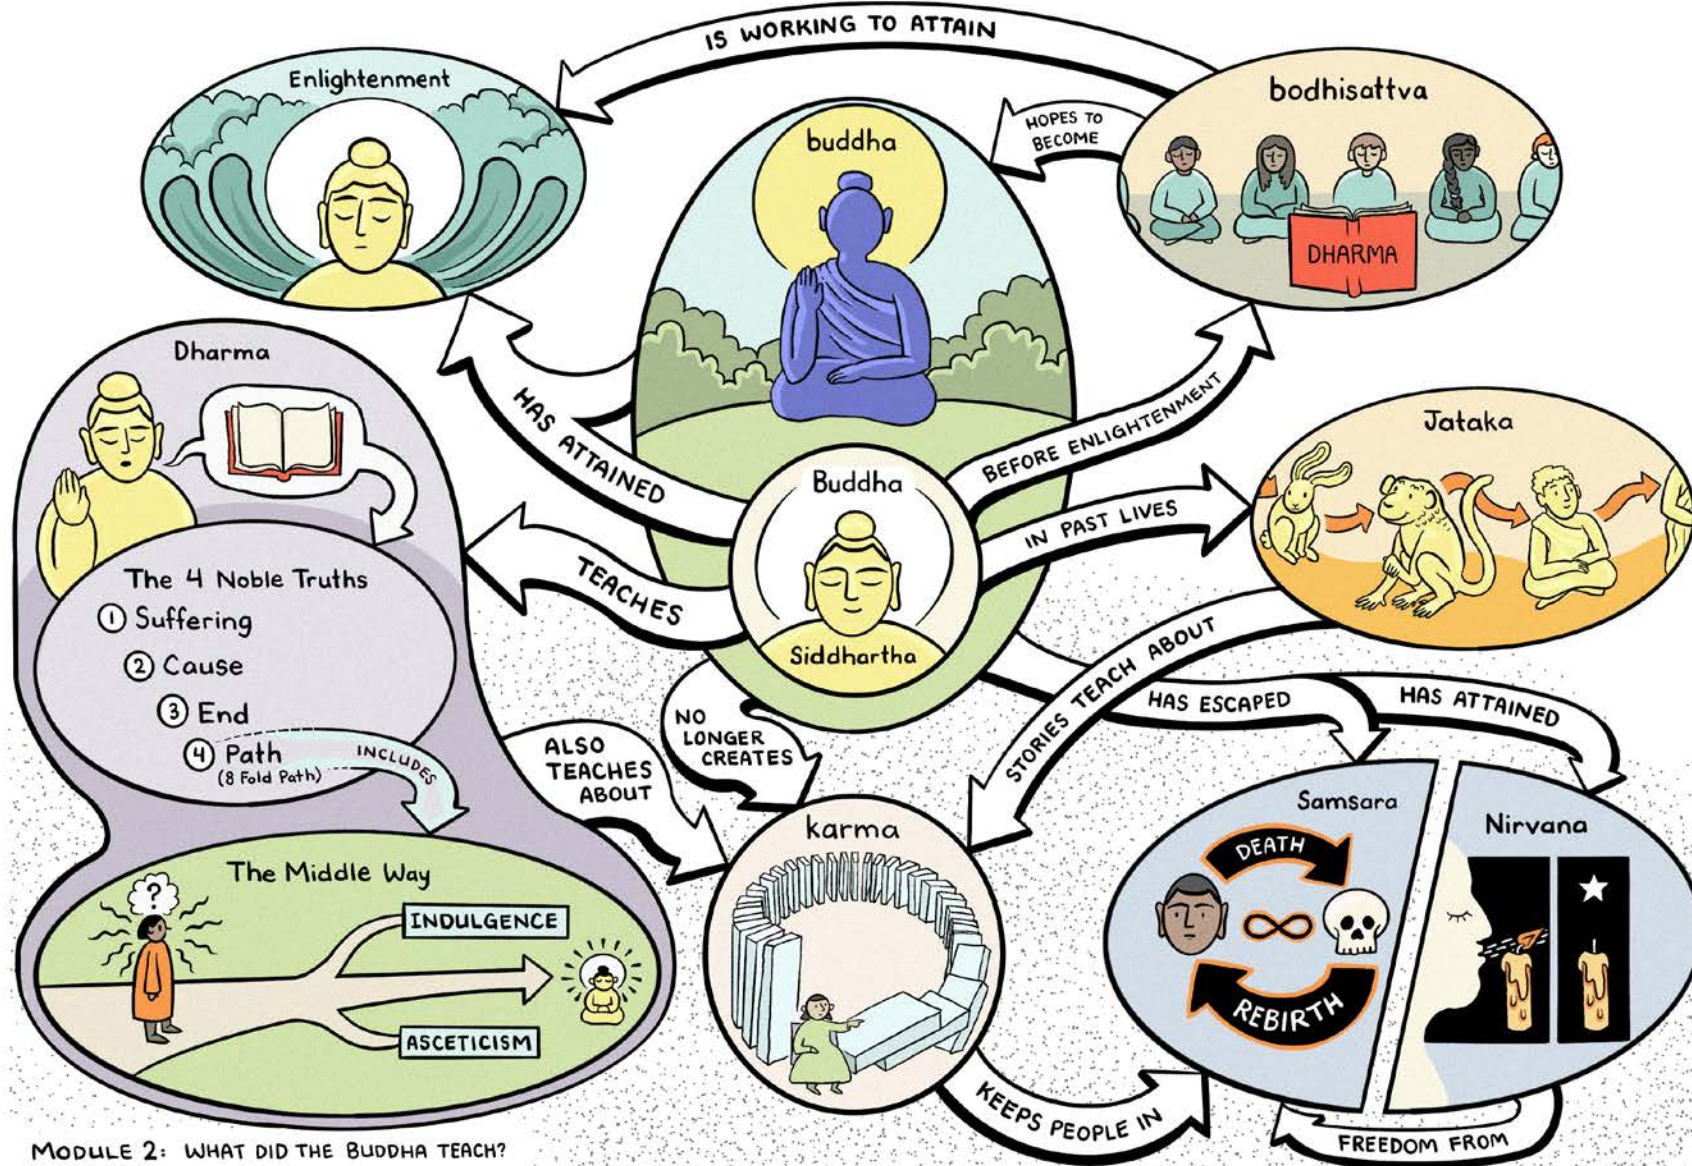 IS WORKING TO ATTAIN
Enlightenment
bodhisattva
HOPES TO
BECOME
buddha
DHARMA
Dharma
HAS ATTAINED
BEFORE ENLIGHTENMENT
Jataka
Buddha
IN PAST LIVES
TEACHES
Siddhartha
The 4 Noble Truths
1 Suffering
2 Cause
3 End
4 Path
(8 Fold Path)
INCLUDES
STORIES TEACH ABOUT
HAS ESCAPED
HAS ATTAINED
NO
LONGER
CREATES
ALSO
TEACHES
ABOUT
karma
Samsara
Nirvana
DEATH
REBIRTH
The Middle Way
?
INDULGENCE
ASCETICISM
KEEPS PEOPLE IN
FREEDOM FROM
MODULE 2: WHAT DID THE BUDDHA TEACH?